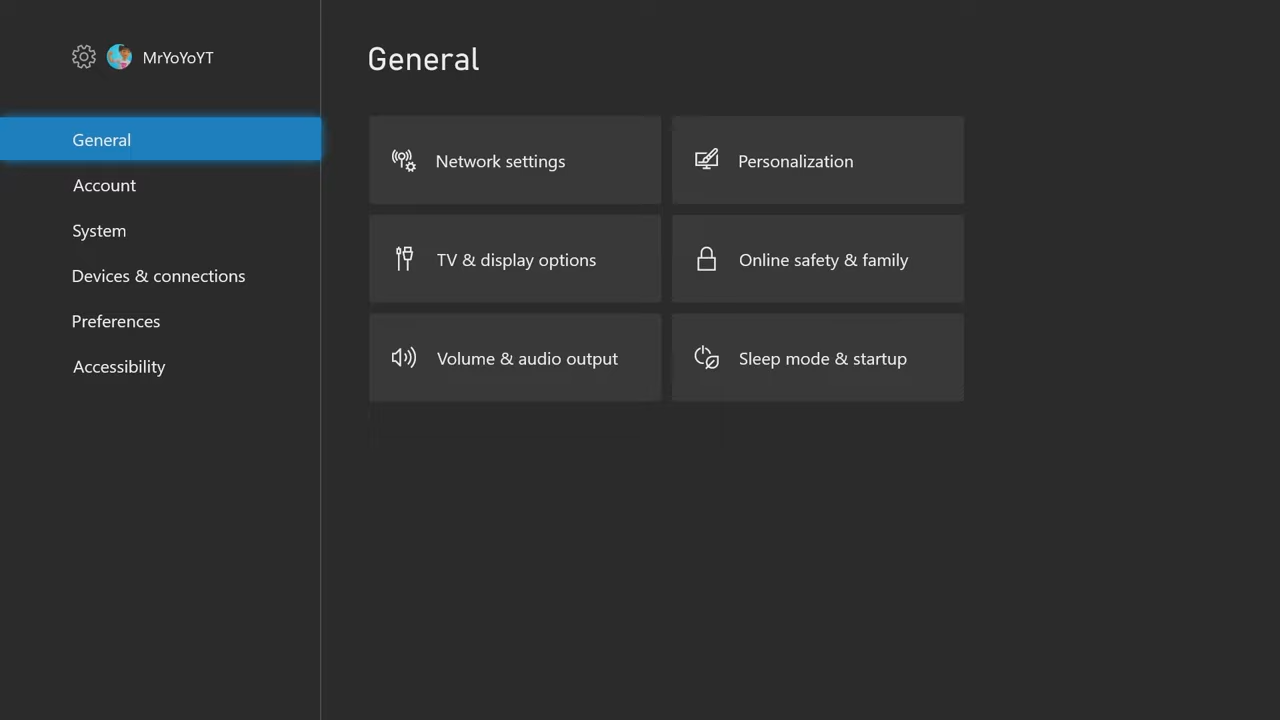 MrYoYoYT
General
Account
System
Devices & connections
Preferences
Accessibility
General
Network settings
Personalization
TV & display options
Online safety & family
Volume & audio output
Sleep mode & startup